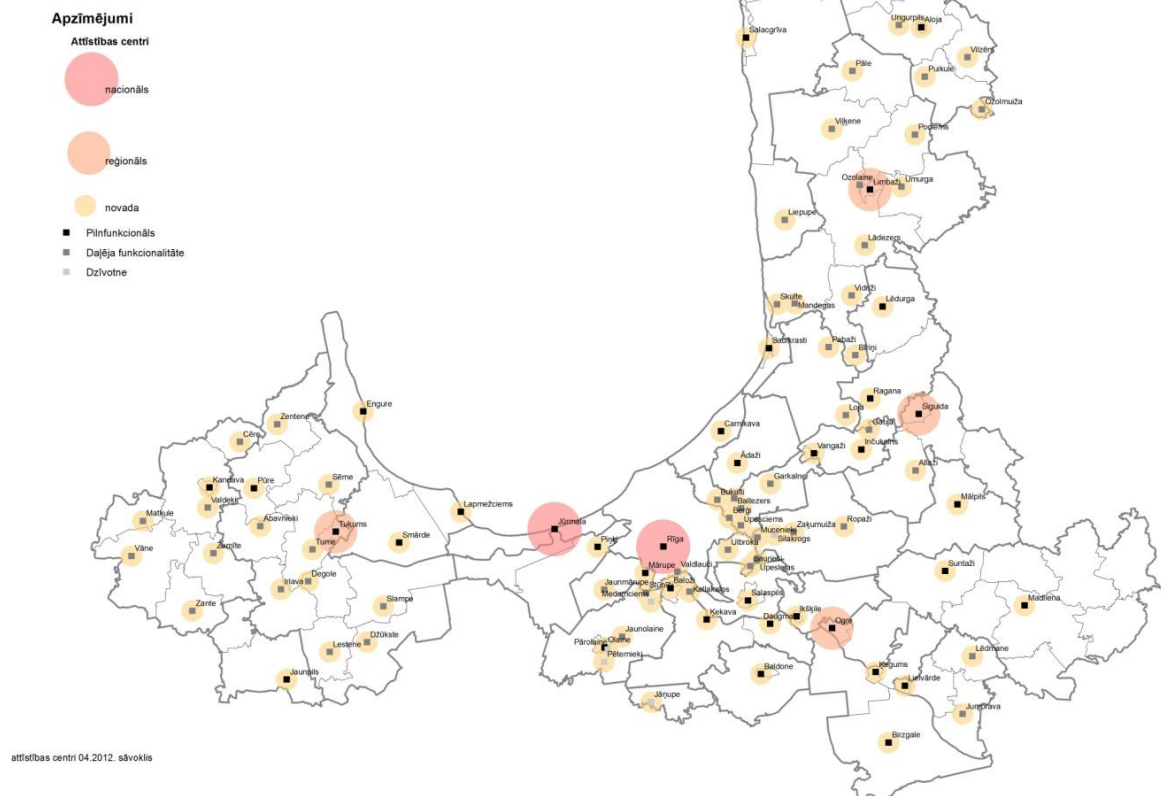 Apzīmējumi
Attīstības centri
nacionāls
reģionāls
novada
Pilnfunkcionāls
Daļēja funkcionalitāte
Dzīvotne
Salacgrīva
Ungurpils
Aloja
Vilzēni
Pāle
Puikule
Ozolmuiža
Viļķene
Pociems
Ozolaine
Limbaži
Umurga
Liepupe
Lādezers
Vidriži
Lēdurga
Skulte
Mandegas
Saulkrasti
Pabaži
Bīriņi
Ragana
Sigulda
Loja
Gauja
Engure
Zentene
Carnikava
Cēre
Vangaži
Inčukalns
Ādaži
Allaži
Kandava
Pūre
Sēme
Garkalne
Mālpils
Valdeķi
Lapmežciems
Bukulti
Baltezers
Bērģi
Matkule
Abavnieki
Tukums
Jūrmala
Upesciems
Zaķumuiža
Ropaži
Mucenieki
Silakrogs
Smārde
Piņķi
Rīga
Ulbroka
Vāne
Zemīte
Tume
Sauriesi
Upeslejas
Mārupe
Valdlauči
Suntaži
Degole
Irlava
Jaunmārupe
Medemciems
Baloži
Katlakalns
Salaspils
Madliena
Zante
Slampe
Ķekava
Daugmale
Ikšķile
Ogre
Jaunolaine
Džūkste
Lestene
Pārolaine
Olaine
Pēternieki
Lēdmane
Jaunpils
Baldone
Ķegums
Lielvārde
Jāņupe
Jumprava
Birzgale
attīstības centri 04.2012. sāvoklis